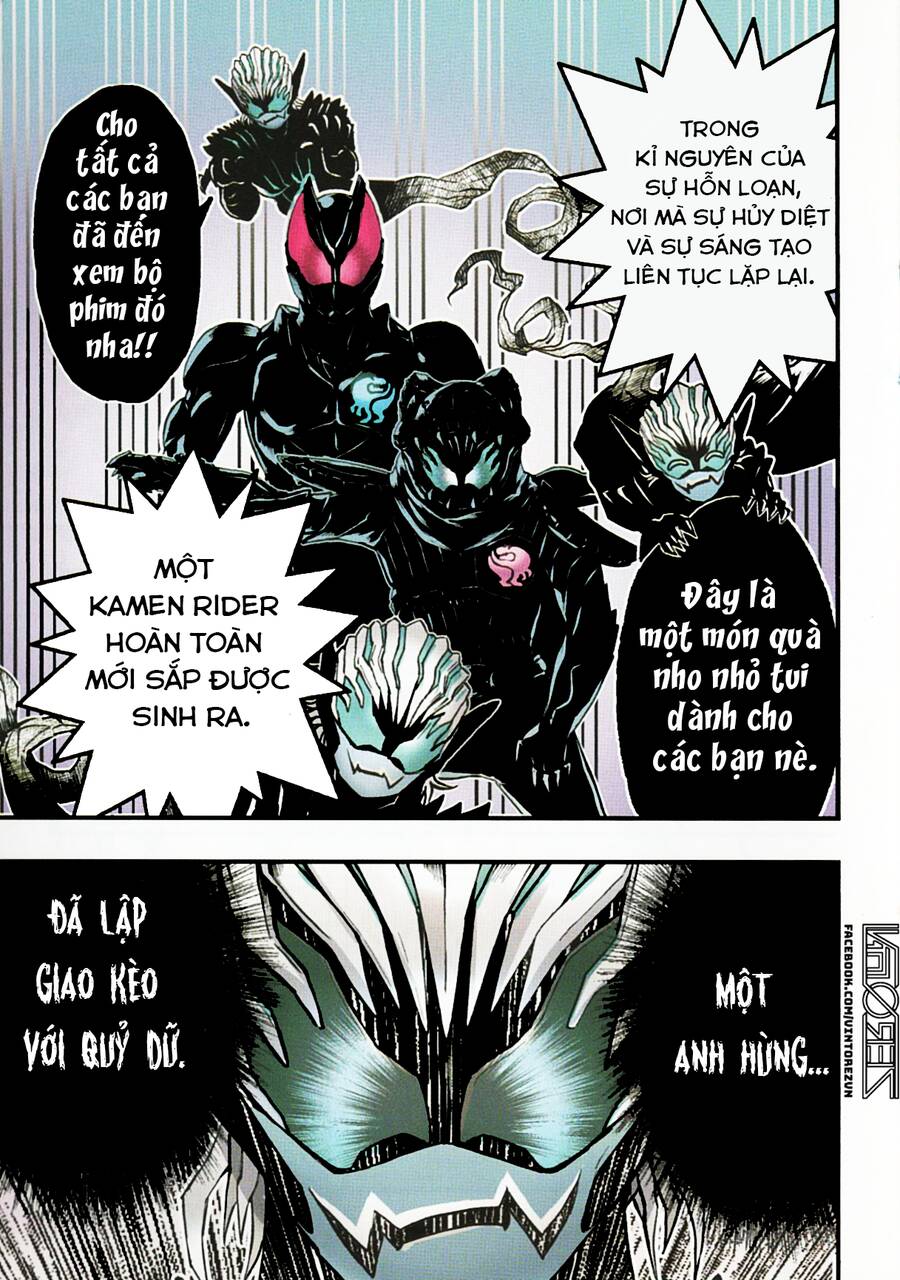 TRONG
KỈ NGUYÊN CỦA
SỰ HỖN LOẠN,
NƠI MÀ SỰ HỦY DIỆT
VÀ SỰ SÁNG TẠO
LIÊN TỤC LẶP LẠI.
Cho
tất cả
các bạn
đã đến
xem bộ
phim đó
nha!!
MỘT
KAMEN RIDER
HOÀN TOÀN
MỚI SẮP ĐƯỢC
SINH RA.
Đây là
một món quà
nho nhỏ tui
dành cho
các bạn nè.
MỘT
ANH HÙNG...
ĐÃ LẬP
GIAO KÈO
VỚI QUỶ DỮ.
FACEBOOK.COM/VINTOREZVN